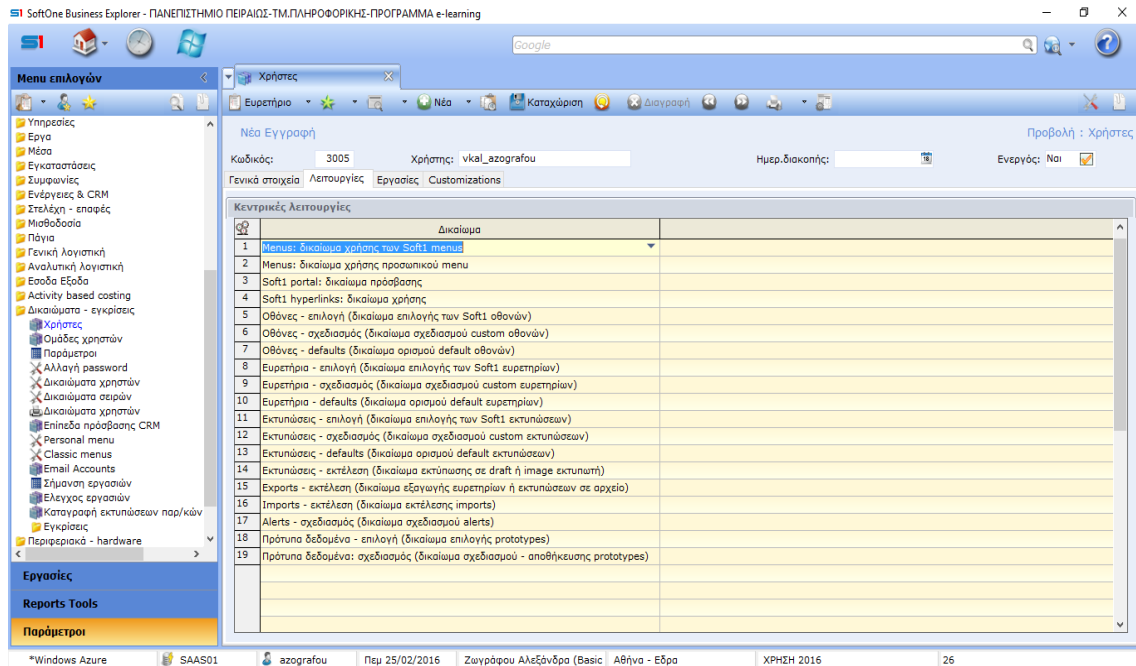 S1 SoftOne Business Explorer - ΠΑΝΕΠΙΣΤΗΜΙΟ ΠΕΙΡΑΙΩΣ-ΤΜ.ΠΛΗΡΟΦΟΡΙΚΗΣ-ΠΡΟΓΡΑΜΜΑ e-learning
S1
Google
Menu επιλογών
Υπηρεσίες
Εργα
Μέσα
Εγκαταστάσεις
Συμφωνίες
Ενέργειες & CRM
Στελέχη - επαφές
Μισθοδοσία
Πάγια
Γενική λογιστική
Αναλυτική λογιστική
Εσοδα Εξοδα
Activity based costing
Δικαιώματα - εγκρίσεις
Χρήστες
Ομάδες χρηστών
Παράμετροι
Αλλαγή password
Δικαιώματα χρηστών
Δικαιώματα σειρών
Δικαιώματα χρηστών
Επίπεδα πρόσβασης CRM
Personal menu
Classic menus
Email Accounts
Σήμανση εργασιών
Ελεγχος εργασιών
Καταγραφή εκτυπώσεων παρ/κών
Εγκρίσεις
Περιφεριακά - hardware
Εργασίες
Reports Tools
Παράμετροι
Χρήστες
Ευρετήριο Νέα Καταχώριση Διαγραφή
Νέα Εγγραφή Προβολή : Χρήστες
Κωδικός: 3005 Χρήστης: vkal_azografou Ημερ.διακοπής: 18 Ενεργός: Ναι
Γενικά στοιχεία Λειτουργίες Εργασίες Customizations
Κεντρικές λειτουργίες
Δικαίωμα
1 Menus: δικαίωμα χρήσης των Soft1 menus
2 Menus: δικαίωμα χρήσης προσωπικού menu
3 Soft1 portal: δικαίωμα πρόσβασης
4 Soft1 hyperlinks: δικαίωμα χρήσης
5 Οθόνες - επιλογή (δικαίωμα επιλογής των Soft1 οθονών)
6 Οθόνες - σχεδιασμός (δικαίωμα σχεδιασμού custom οθονών)
7 Οθόνες - defaults (δικαίωμα ορισμού default οθονών)
8 Ευρετήρια - επιλογή (δικαίωμα επιλογής των Soft1 ευρετηρίων)
9 Ευρετήρια - σχεδιασμός (δικαίωμα σχεδιασμού custom ευρετηρίων)
10 Ευρετήρια - defaults (δικαίωμα ορισμού default ευρετηρίων)
11 Εκτυπώσεις - επιλογή (δικαίωμα επιλογής των Soft1 εκτυπώσεων)
12 Εκτυπώσεις - σχεδιασμός (δικαίωμα σχεδιασμού custom εκτυπώσεων)
13 Εκτυπώσεις - defaults (δικαίωμα ορισμού default εκτυπώσεων)
14 Εκτυπώσεις - εκτέλεση (δικαίωμα εκτύπωσης σε draft ή image εκτυπωτή)
15 Exports - εκτέλεση (δικαίωμα εξαγωγής ευρετηρίων ή εκτυπώσεων σε αρχείο)
16 Imports - εκτέλεση (δικαίωμα εκτέλεσης imports)
17 Alerts - σχεδιασμός (δικαίωμα σχεδιασμού alerts)
18 Πρότυπα δεδομένα - επιλογή (δικαίωμα επιλογής prototypes)
19 Πρότυπα δεδομένα: σχεδιασμός (δικαίωμα σχεδιασμού - αποθήκευσης prototypes)
*Windows Azure SAAS01 azografou Πεμ 25/02/2016 Ζωγράφου Αλεξάνδρα (Basic Αθήνα - Εδρα ΧΡΗΣΗ 2016 26